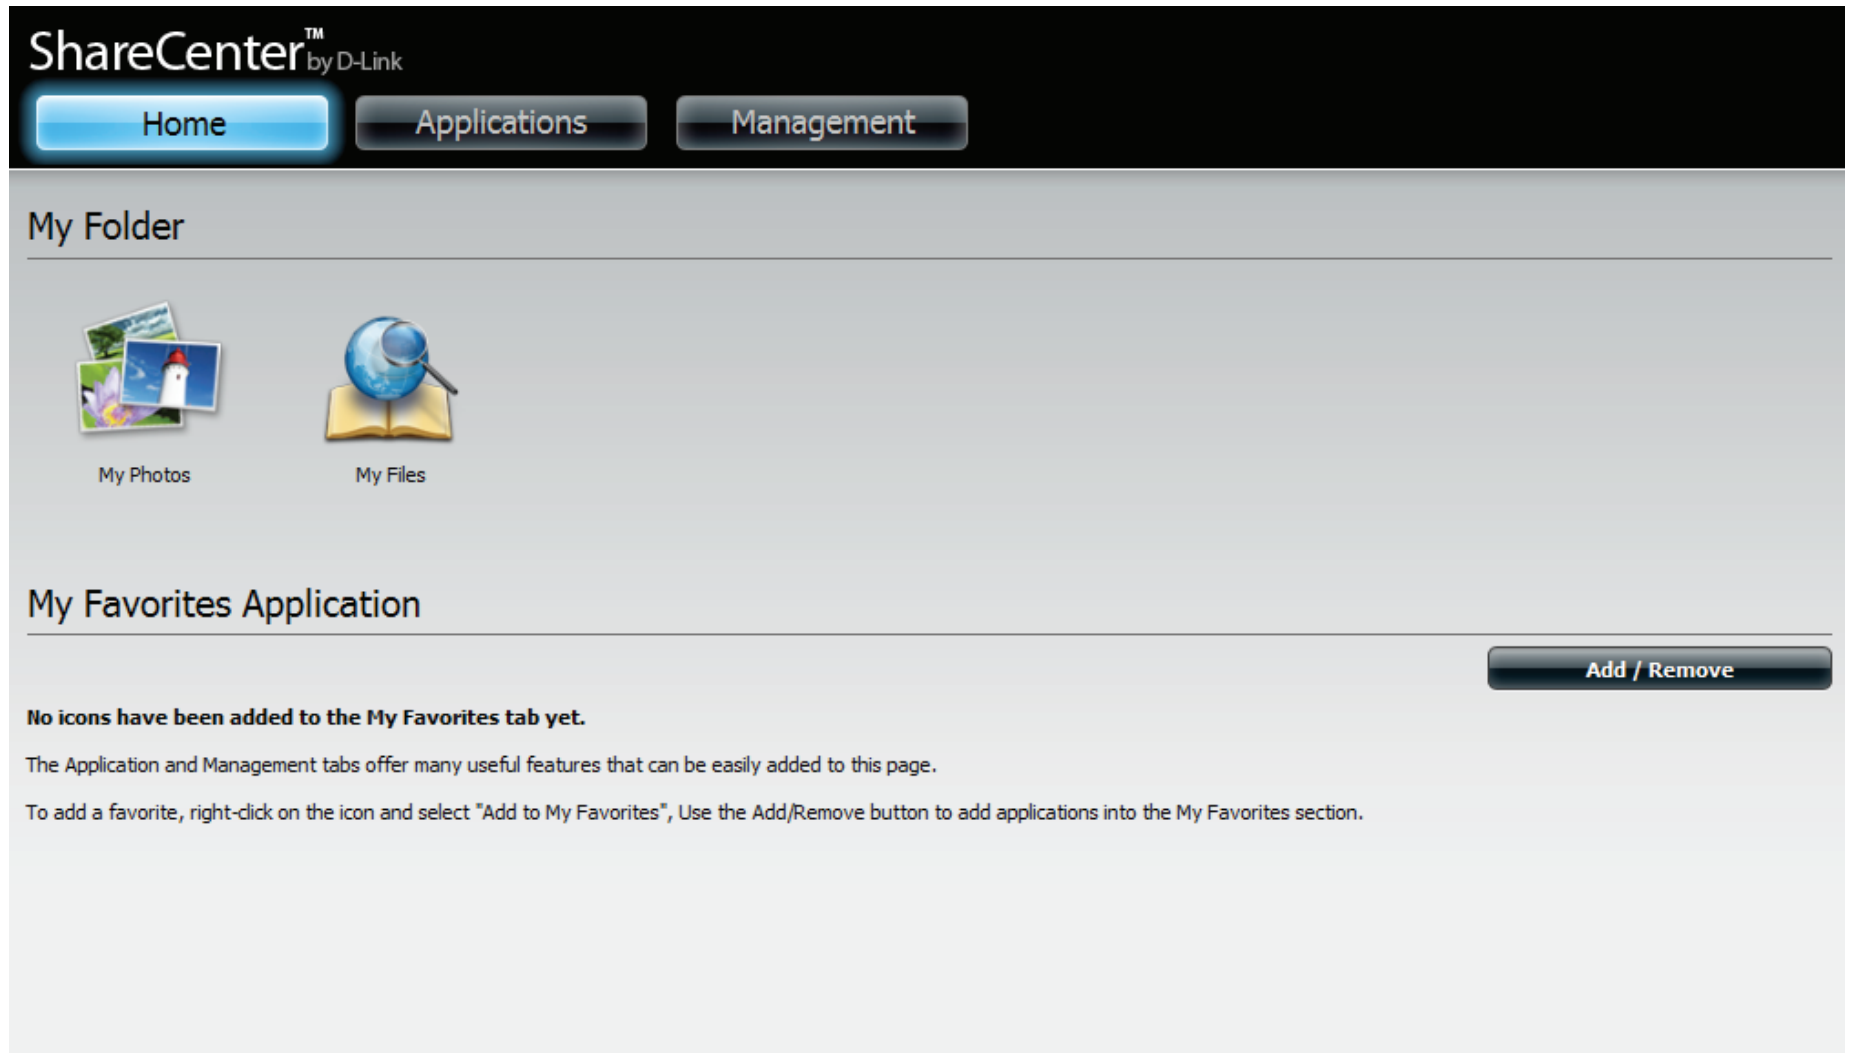 ShareCenter™ by D-Link
Home Applications Management
My Folder
My Photos My Files
My Favorites Application
Add / Remove
No icons have been added to the My Favorites tab yet.
The Application and Management tabs offer many useful features that can be easily added to this page.
To add a favorite, right-click on the icon and select "Add to My Favorites", Use the Add/Remove button to add applications into the My Favorites section.